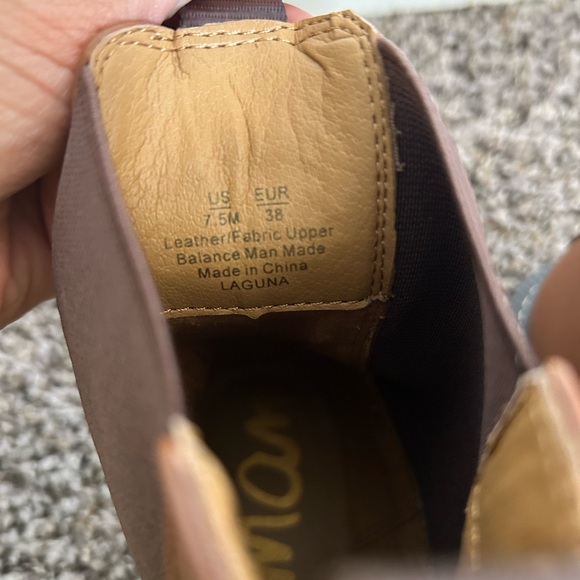 US EUR
7.5M 38
Leather/Fabric Upper
Balance Man Made
Made in China
LAGUNA